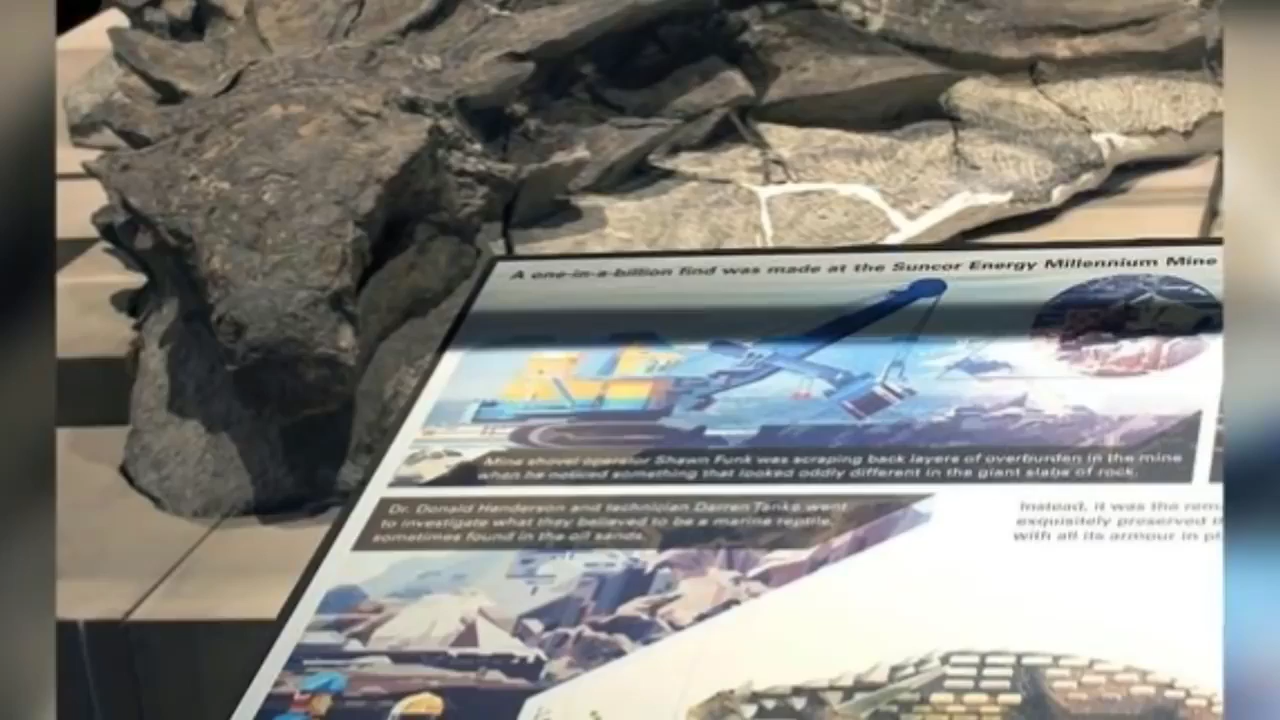 A one-in-a-billion find was made at the Suncor Energy Millennium Mine
Mine shovel operator Shawn Funk was scraping back layers of overburden in the mine
when he noticed something that looked oddly different in the giant slabs of rock.
Dr. Donald Henderson and technician Darren Tanke went
to investigate what they believed to be a marine reptile,
sometimes found in the oil sands.
Instead, it was the
exquisitely preserved
with all its armour in